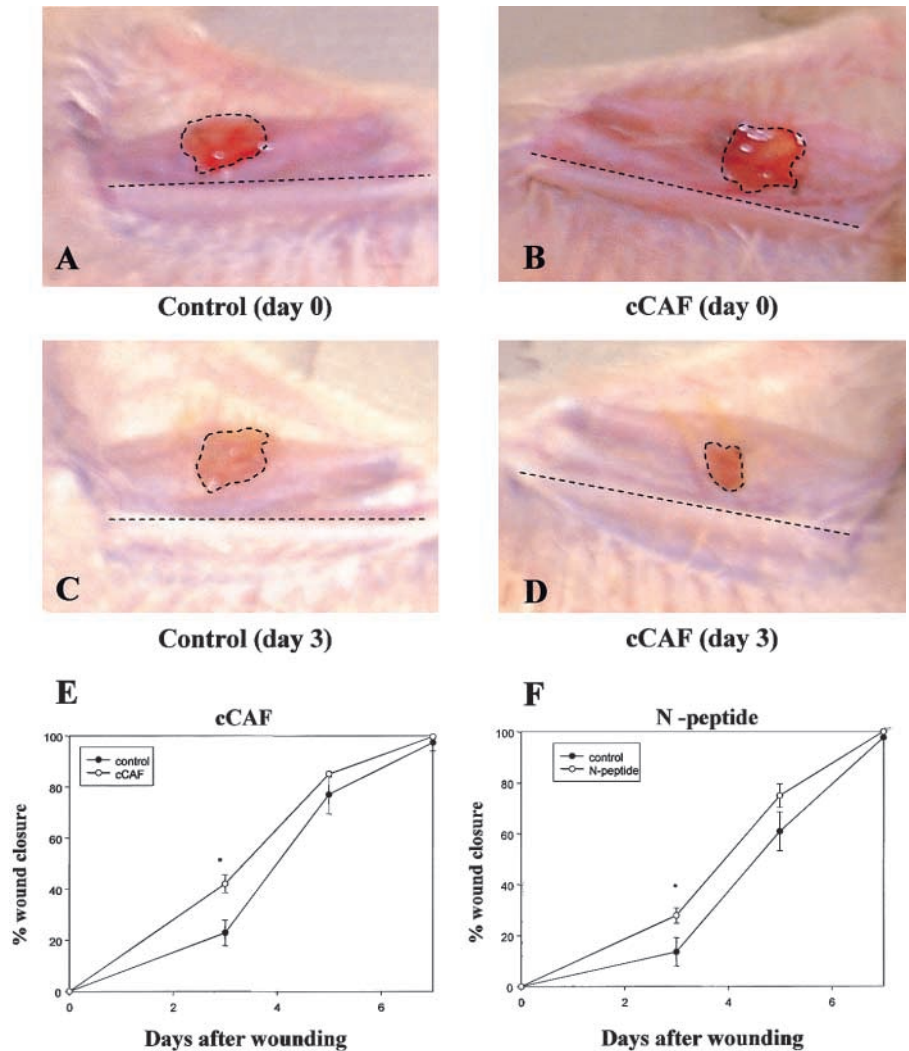 A
Control (day 0)
B
cCAF (day 0)
C
Control (day 3)
D
cCAF (day 3)
E
cCAF
control
cCAF
*
100
80
60
40
20
0
% wound closure
0
2
4
6
Days after wounding
F
N -peptide
control
N-peptide
*
100
80
60
40
20
0
% wound closure
0
2
4
6
Days after wounding